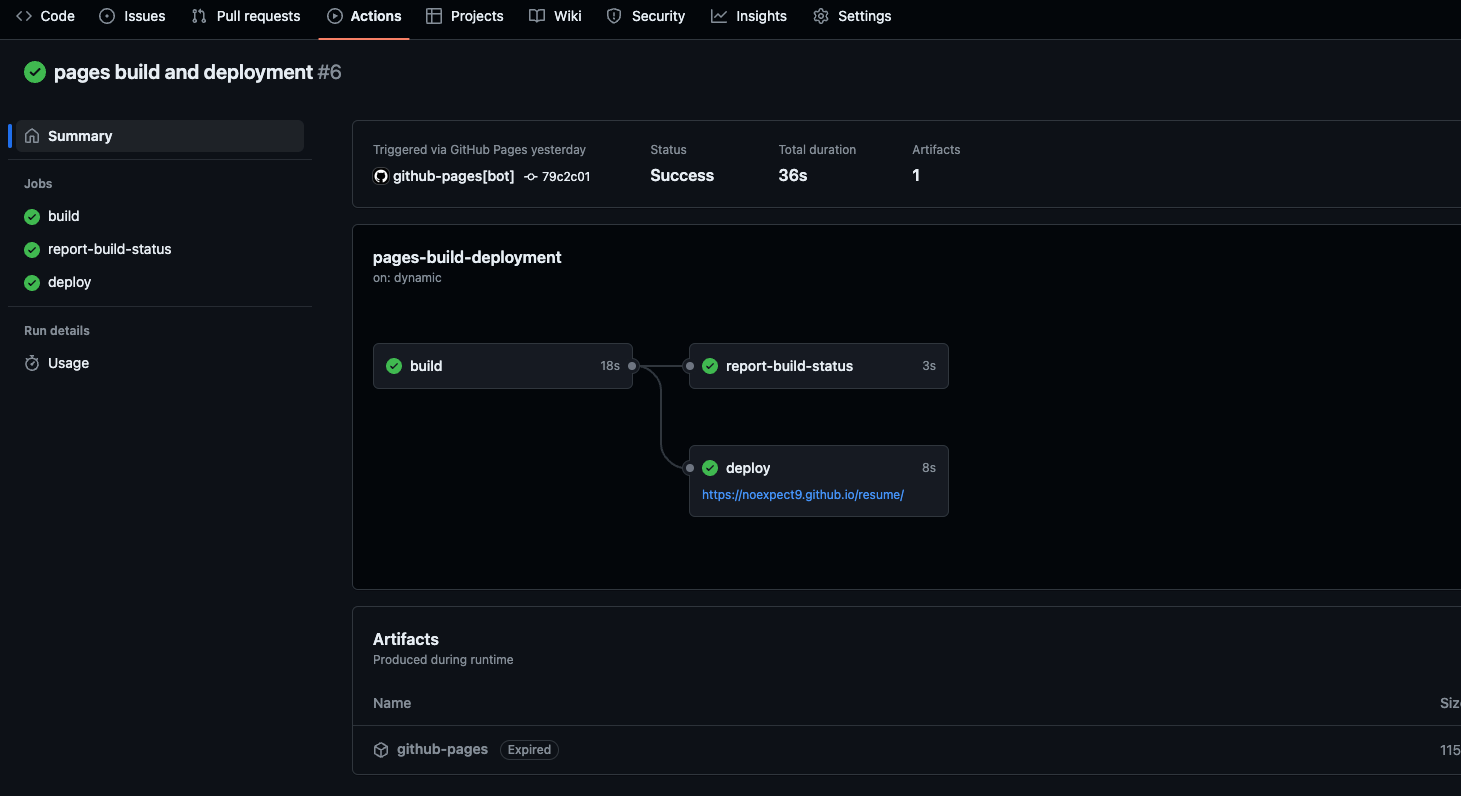 Code Issues Pull requests Actions Projects Wiki Security Insights Settings
pages build and deployment #6
Summary
Jobs
build
report-build-status
deploy
Run details
Usage
Triggered via GitHub Pages yesterday
github-pages[bot] 79c2c01
Status
Success
Total duration
36s
Artifacts
1
pages-build-deployment
on: dynamic
build 18s
report-build-status 3s
deploy 8s
https://noexpect9.github.io/resume/
Artifacts
Produced during runtime
Name
github-pages Expired 115